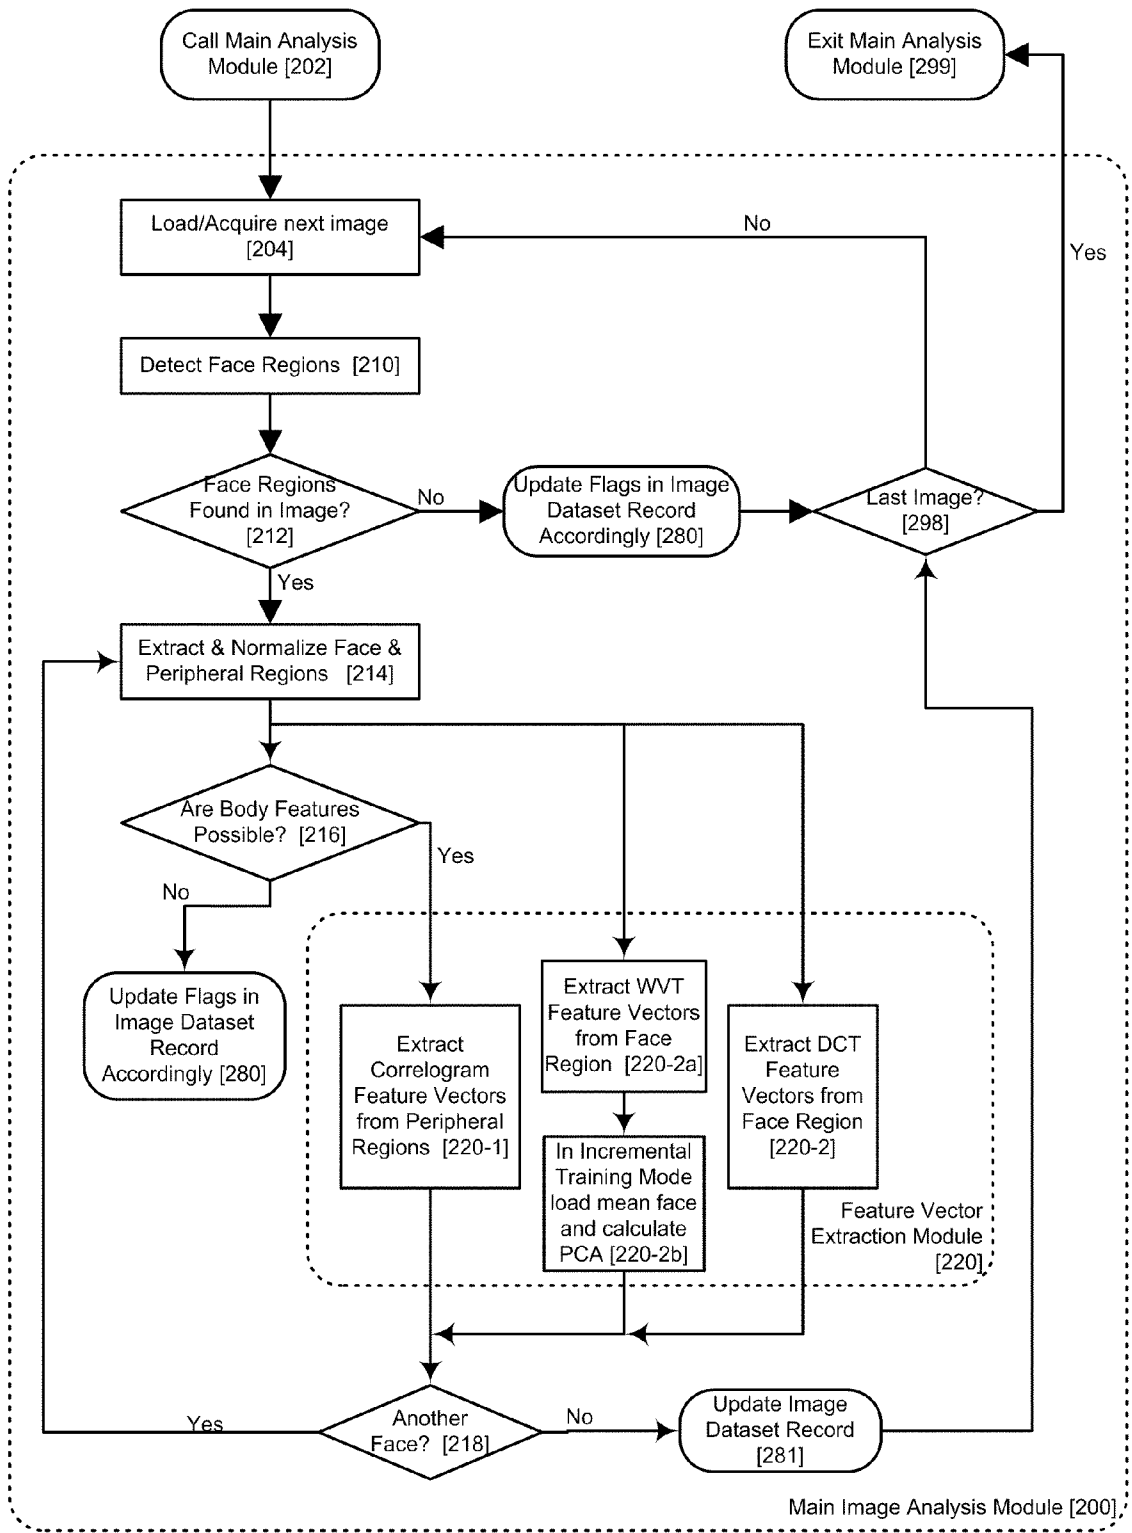 Call Main Analysis
Module [202]
Exit Main Analysis
Module [299]
Load/Acquire next image
[204]
No
Yes
Detect Face Regions [210]
Face Regions
Found in Image?
[212]
No
Update Flags in Image
Dataset Record
Accordingly [280]
Last Image?
[298]
Yes
Extract & Normalize Face &
Peripheral Regions [214]
Are Body Features
Possible? [216]
Yes
No
Update Flags in
Image Dataset
Record
Accordingly [280]
Extract
Correlogram
Feature Vectors
from Peripheral
Regions [220-1]
Extract WVT
Feature Vectors
from Face
Region [220-2a]
In Incremental
Training Mode
load mean face
and calculate
PCA [220-2b]
Extract DCT
Feature
Vectors from
Face Region
[220-2]
Feature Vector
Extraction Module
[220]
Another
Face? [218]
Yes
No
Update Image
Dataset Record
[281]
Main Image Analysis Module [200]